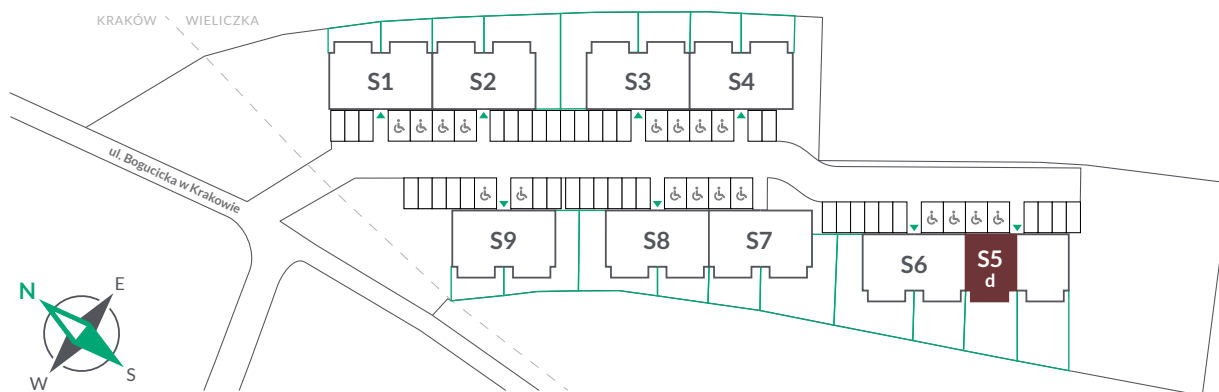 KRAKÓW WIELICZKA
S1 S2 S3 S4
ul. Bogucicka w Krakowie
S9 S8 S7
S6 S5
d
N E
W S